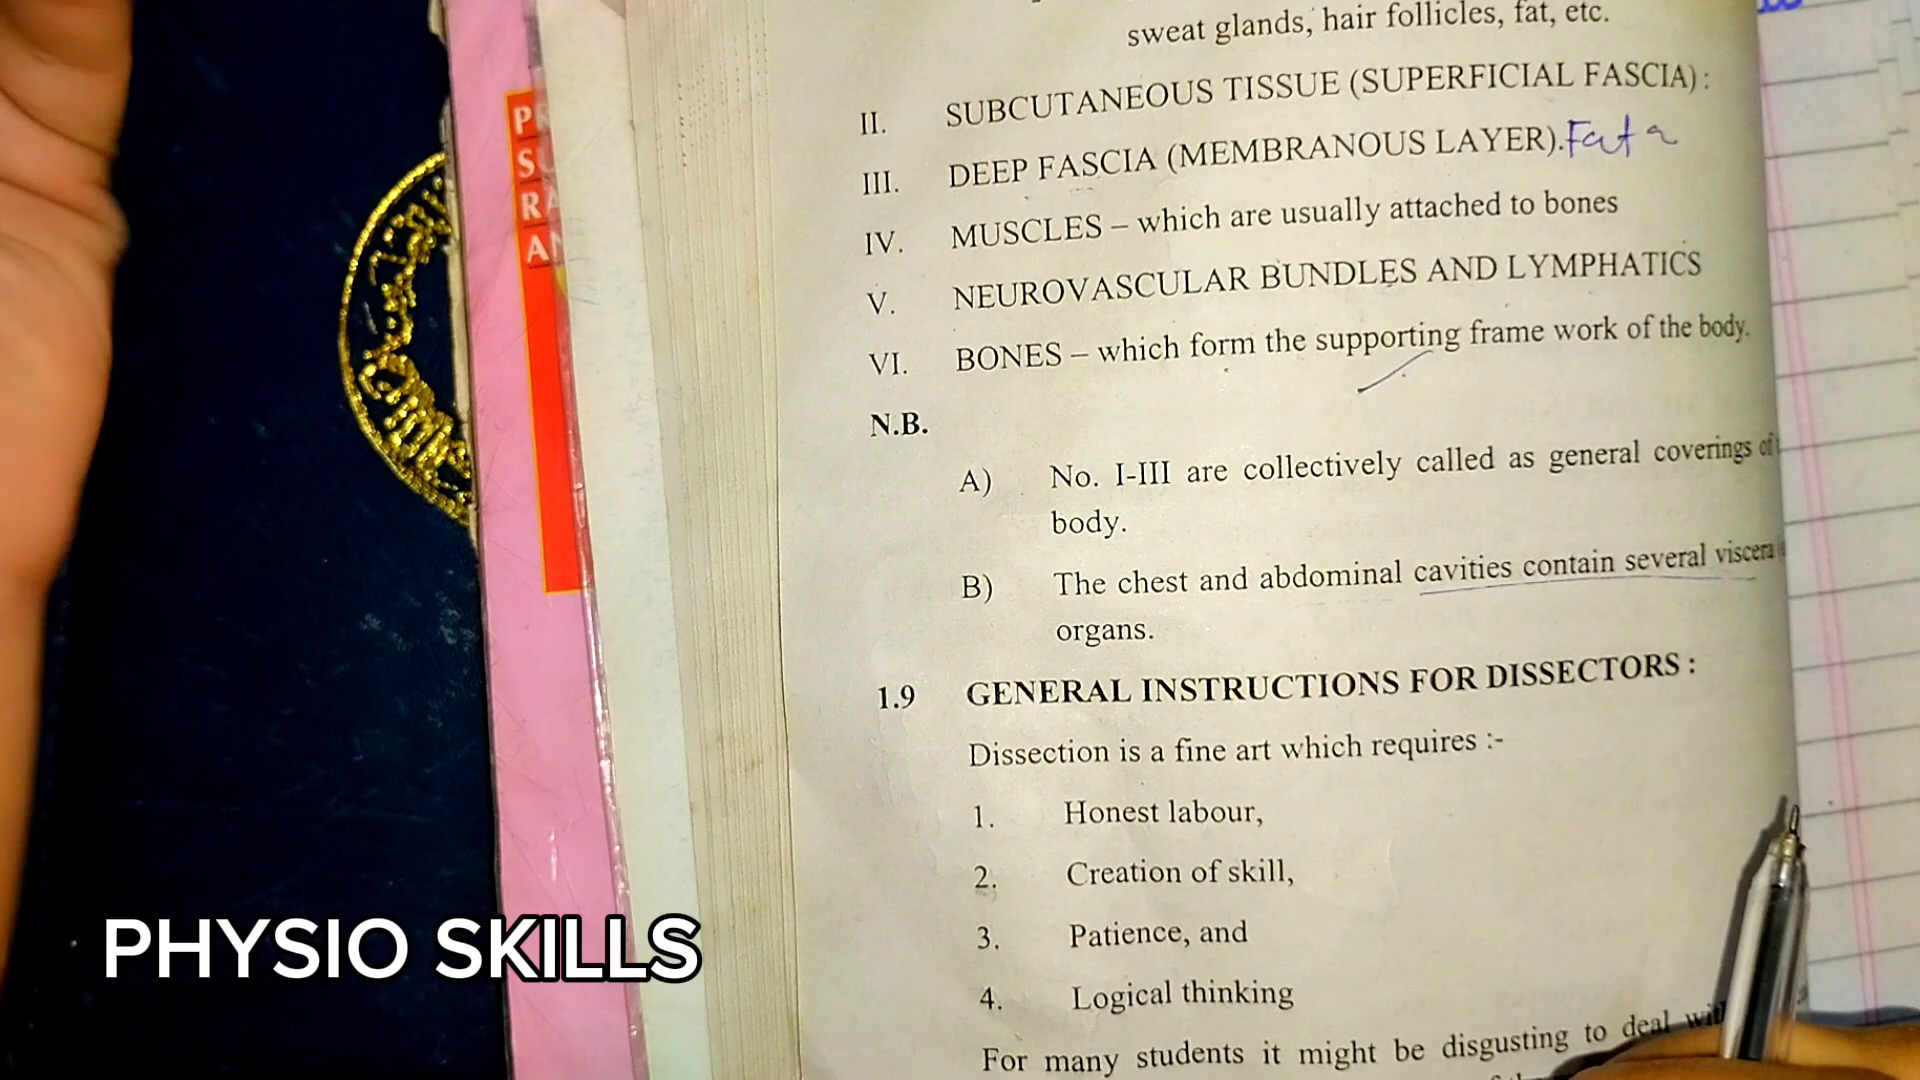 sweat glands, hair follicles, fat, etc.
II. SUBCUTANEOUS TISSUE (SUPERFICIAL FASCIA) :
III. DEEP FASCIA (MEMBRANOUS LAYER). Fat
IV. MUSCLES – which are usually attached to bones
V. NEUROVASCULAR BUNDLES AND LYMPHATICS
VI. BONES – which form the supporting frame work of the body.
N.B.
A) No. I-III are collectively called as general coverings of
body.
B) The chest and abdominal cavities contain several viscera
organs.
1.9 GENERAL INSTRUCTIONS FOR DISSECTORS :
Dissection is a fine art which requires :-
1. Honest labour,
2. Creation of skill,
3. Patience, and
4. Logical thinking
For many students it might be disgusting to deal
PHYSIO SKILLS